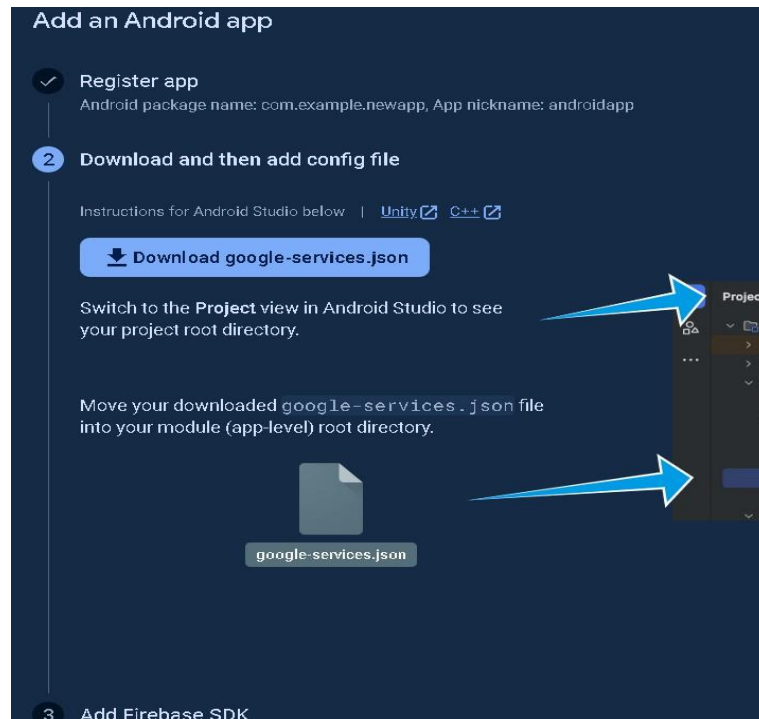 Add an Android app
Register app
Android package name: com.example.newapp, App nickname: androidapp
2
Download and then add config file
Instructions for Android Studio below | Unity C++
Download google-services.json
Switch to the Project view in Android Studio to see
your project root directory.
Projec
Move your downloaded google-services.json file
into your module (app-level) root directory.
google-services.json
3
Add Firebase SDK